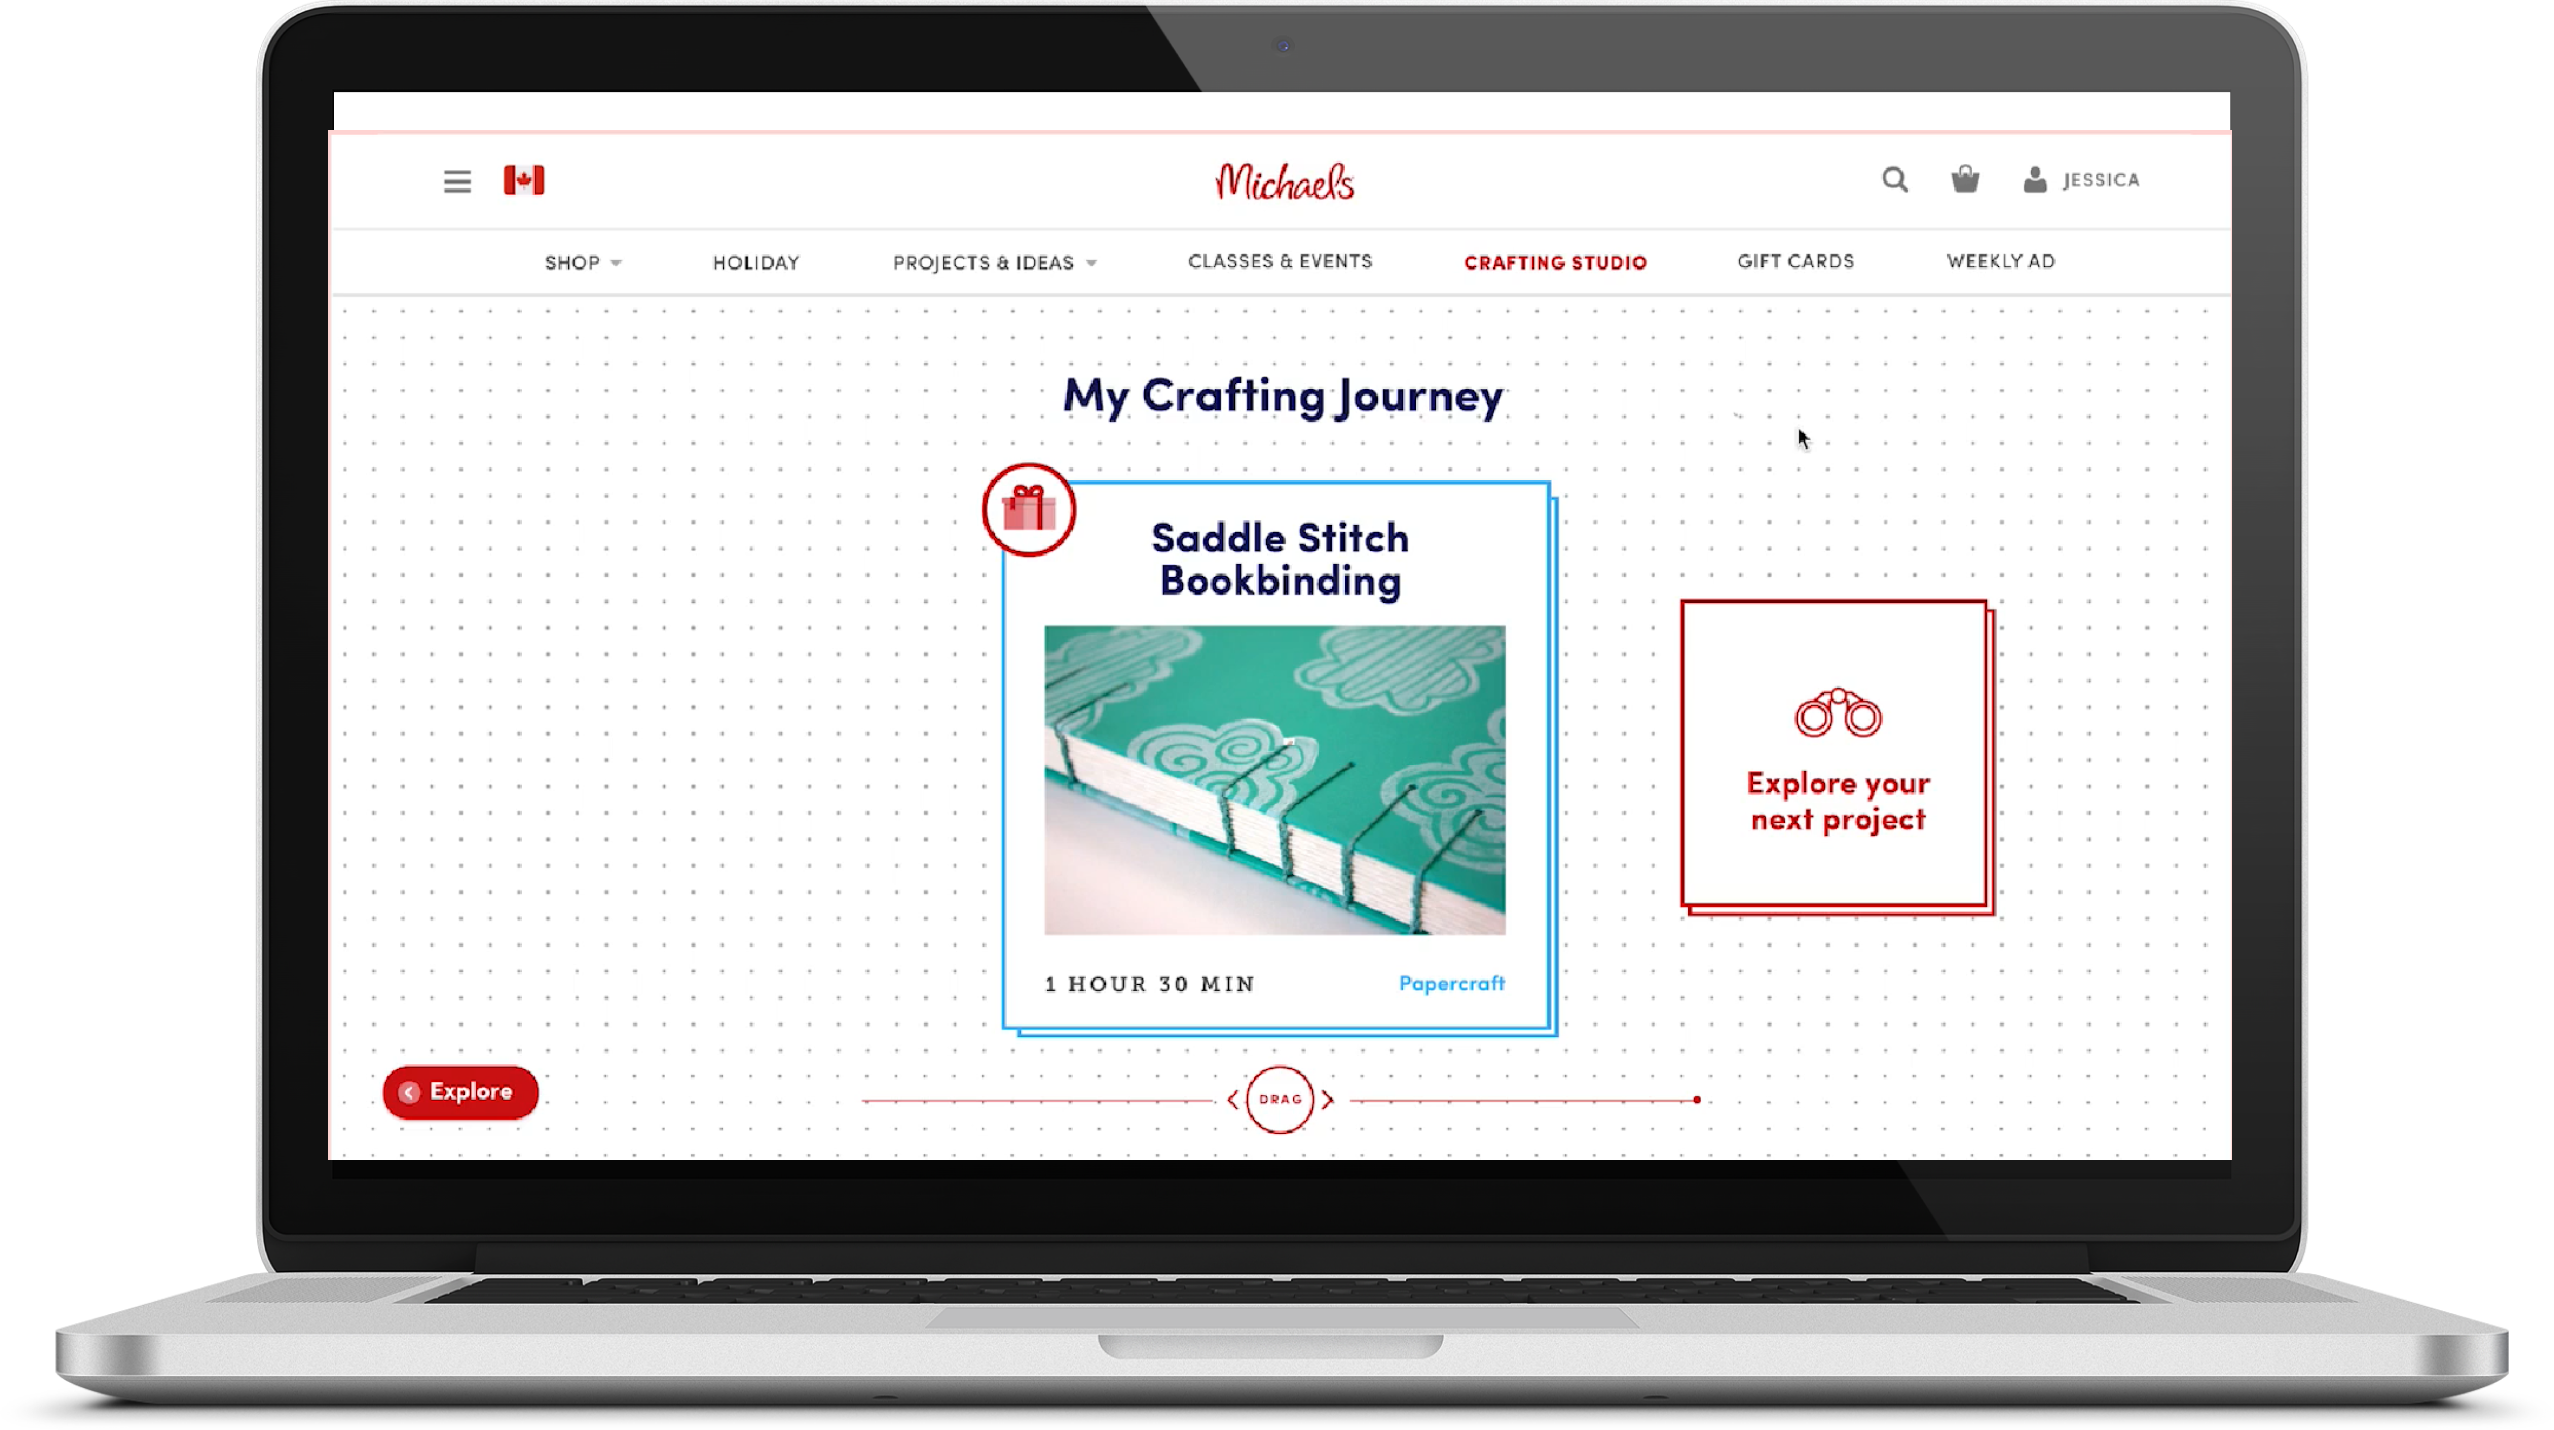 Michaels
JESSICA
SHOP
HOLIDAY
PROJECTS & IDEAS
CLASSES & EVENTS
CRAFTING STUDIO
GIFT CARDS
WEEKLY AD
My Crafting Journey
Saddle Stitch
Bookbinding
1 HOUR 30 MIN
Papercraft
Explore your
next project
Explore
DRAG